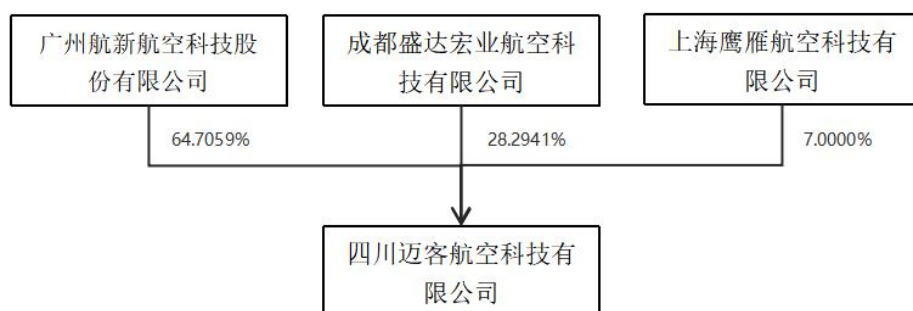 广州航新航空科技股
份有限公司
成都盛达宏业航空科
技有限公司
上海鹰雁航空科技有
限公司
64.7059%
28.2941%
7.0000%
四川迈客航空科技有
限公司